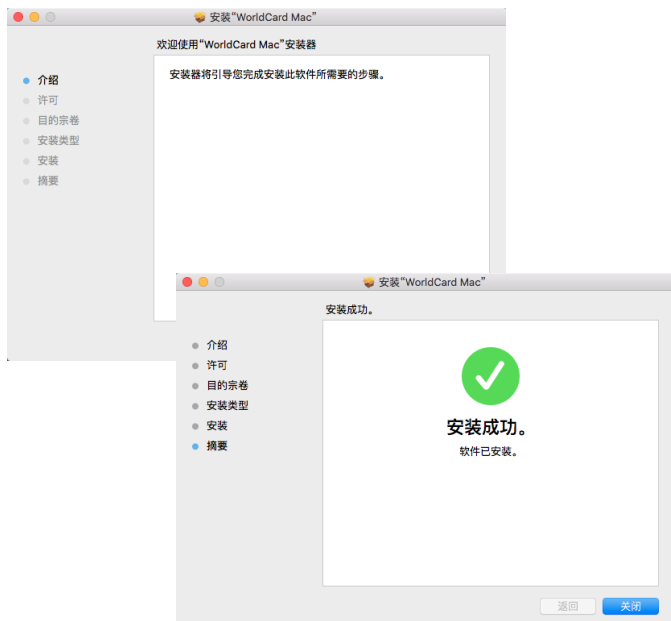 安装“WorldCard Mac”
欢迎使用“WorldCard Mac”安装器
安装器将引导您完成安装此软件所需要的步骤。
介绍
许可
目的宗卷
安装类型
安装
摘要
安装“WorldCard Mac”
安装成功。
介绍
许可
目的宗卷
安装类型
安装
摘要
安装成功。
软件已安装。
返回
关闭